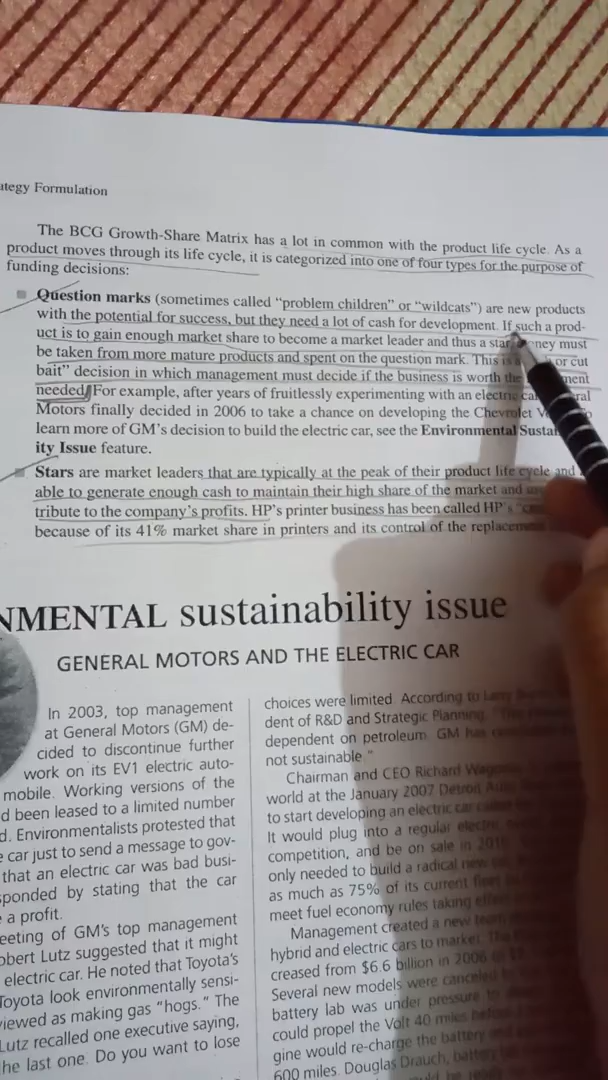 ategy Formulation
The BCG Growth-Share Matrix has a lot in common with the product life cycle. As a
product moves through its life cycle, it is categorized into one of four types for the purpose of
funding decisions:
Question marks (sometimes called "problem children" or "wildcats") are new products
with the potential for success, but they need a lot of cash for development. If such a prod-
uct is to gain enough market share to become a market leader and thus a star, money must
be taken from more mature products and spent on the question mark. This is a or cut
bait" decision in which management must decide if the business is worth the ment
needed. For example, after years of fruitlessly experimenting with an electric car, eral
Motors finally decided in 2006 to take a chance on developing the Chevrolet V
learn more of GM's decision to build the electric car, see the Environmental Sustai
ity Issue feature.
Stars are market leaders that are typically at the peak of their product life cycle and
able to generate enough cash to maintain their high share of the market and
tribute to the company's profits. HP's printer business has been called HP's
because of its 41% market share in printers and its control of the replacement
NMENTAL sustainability issue
GENERAL MOTORS AND THE ELECTRIC CAR
In 2003, top management
at General Motors (GM) de-
cided to discontinue further
work on its EV1 electric auto-
mobile. Working versions of the
d been leased to a limited number
d. Environmentalists protested that
e car just to send a message to gov-
that an electric car was bad busi-
sponded by stating that the car
a profit.
eeting of GM's top management
obert Lutz suggested that it might
electric car. He noted that Toyota's
Toyota look environmentally sensi-
viewed as making gas "hogs." The
Lutz recalled one executive saying,
he last one. Do you want to lose
choices were limited. According to Larry
dent of R&D and Strategic Planning,
dependent on petroleum. GM has
not sustainable."
Chairman and CEO Richard Wagoner
world at the January 2007 Detroit Auto
to start developing an electric car called
It would plug into a regular electric
competition, and be on sale in 2010.
only needed to build a radical new
as much as 75% of its current fleet
meet fuel economy rules taking effect
Management created a new team
hybrid and electric cars to market. The
creased from $6.6 billion in 2006 to
Several new models were canceled
battery lab was under pressure to
could propel the Volt 40 miles before
gine would re-charge the battery and
600 miles. Douglas Drauch, battery